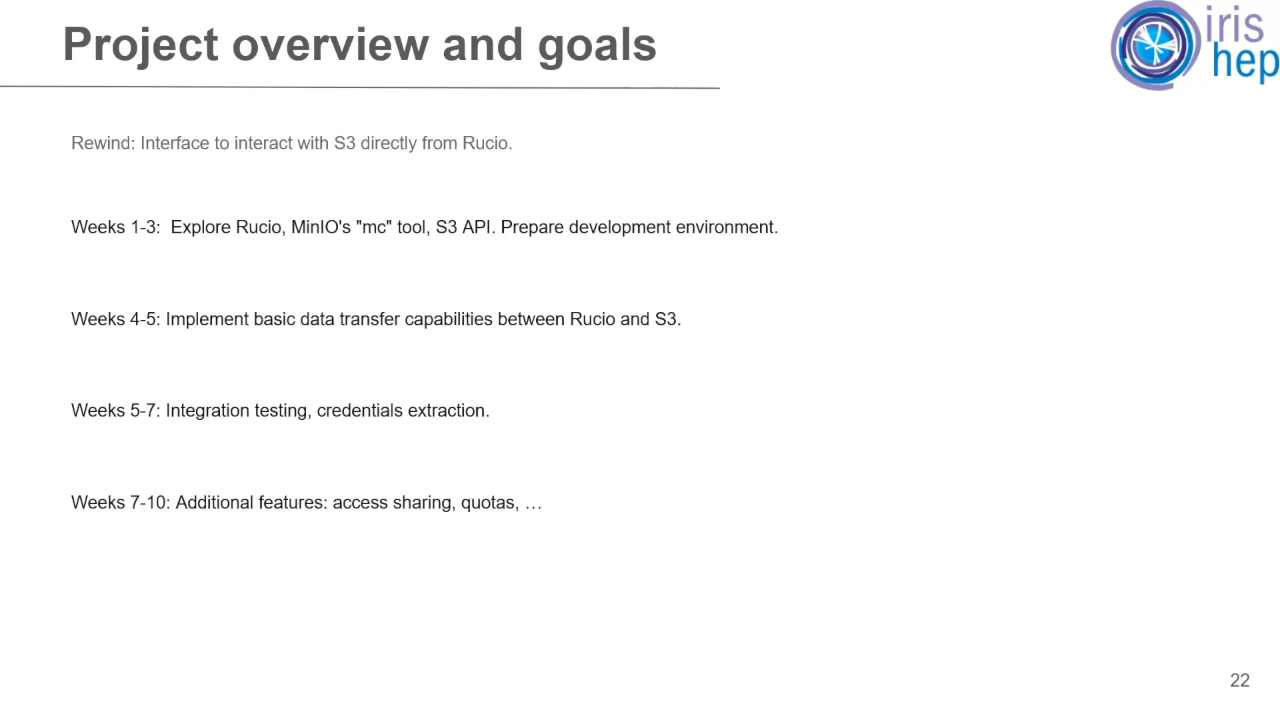 Project overview and goals
iris
hep
Rewind: Interface to interact with S3 directly from Rucio.
Weeks 1-3:  Explore Rucio, MinIO's "mc" tool, S3 API. Prepare development environment.
Weeks 4-5: Implement basic data transfer capabilities between Rucio and S3.
Weeks 5-7: Integration testing, credentials extraction.
Weeks 7-10: Additional features: access sharing, quotas, …
22